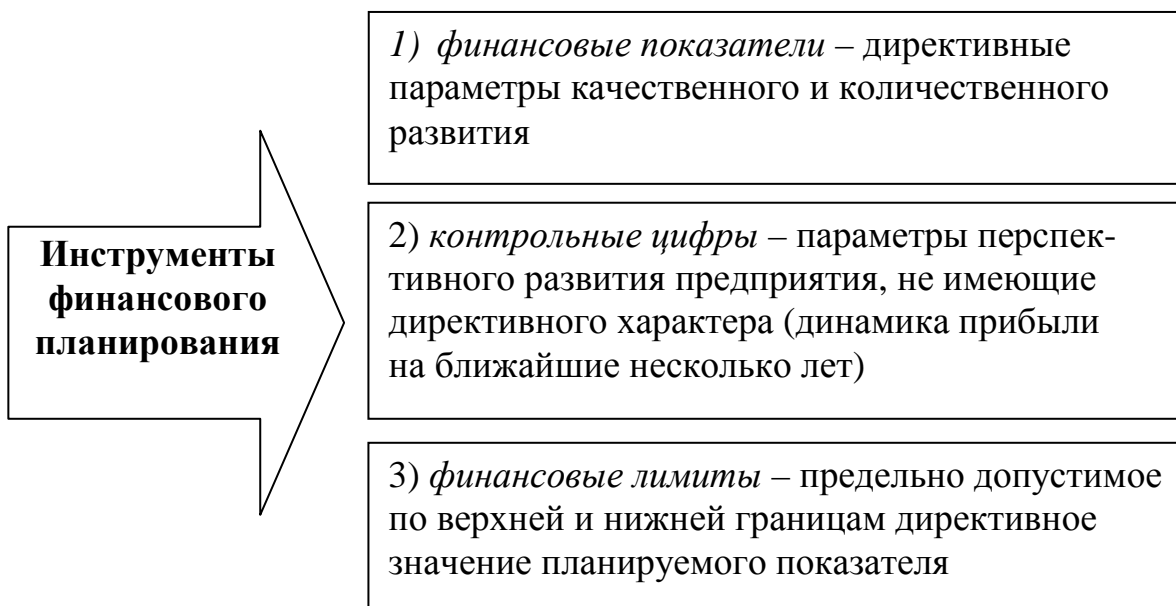 Инструменты
финансового
планирования
1) финансовые показатели – директивные
параметры качественного и количественного
развития
2) контрольные цифры – параметры перспек-
тивного развития предприятия, не имеющие
директивного характера (динамика прибыли
на ближайшие несколько лет)
3) финансовые лимиты – предельно допустимое
по верхней и нижней границам директивное
значение планируемого показателя